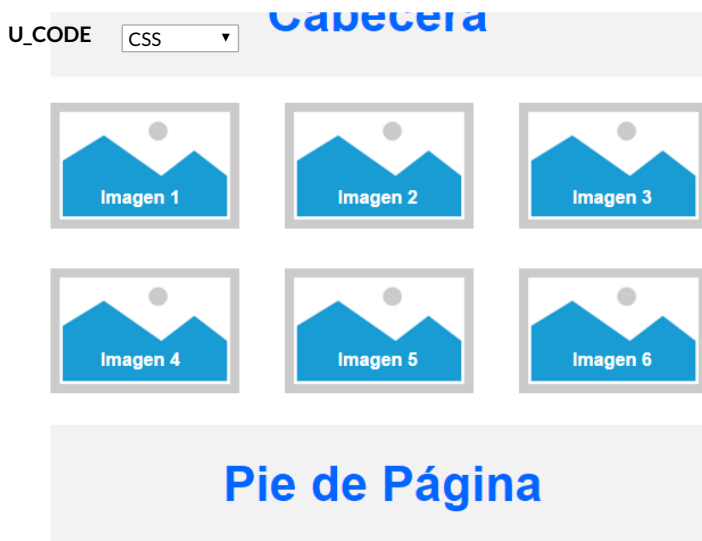 Cabecera
U_CODE CSS
Imagen 1 Imagen 2 Imagen 3
Imagen 4 Imagen 5 Imagen 6
Pie de Página